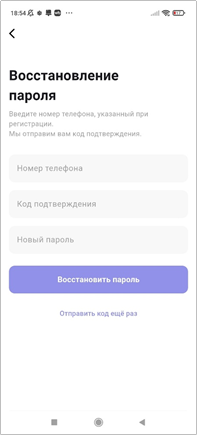 18:54
Восстановление
пароля
Введите номер телефона, указанный при
регистрации.
Мы отправим вам код подтверждения.
Номер телефона
Код подтверждения
Новый пароль
Восстановить пароль
Отправить код ещё раз